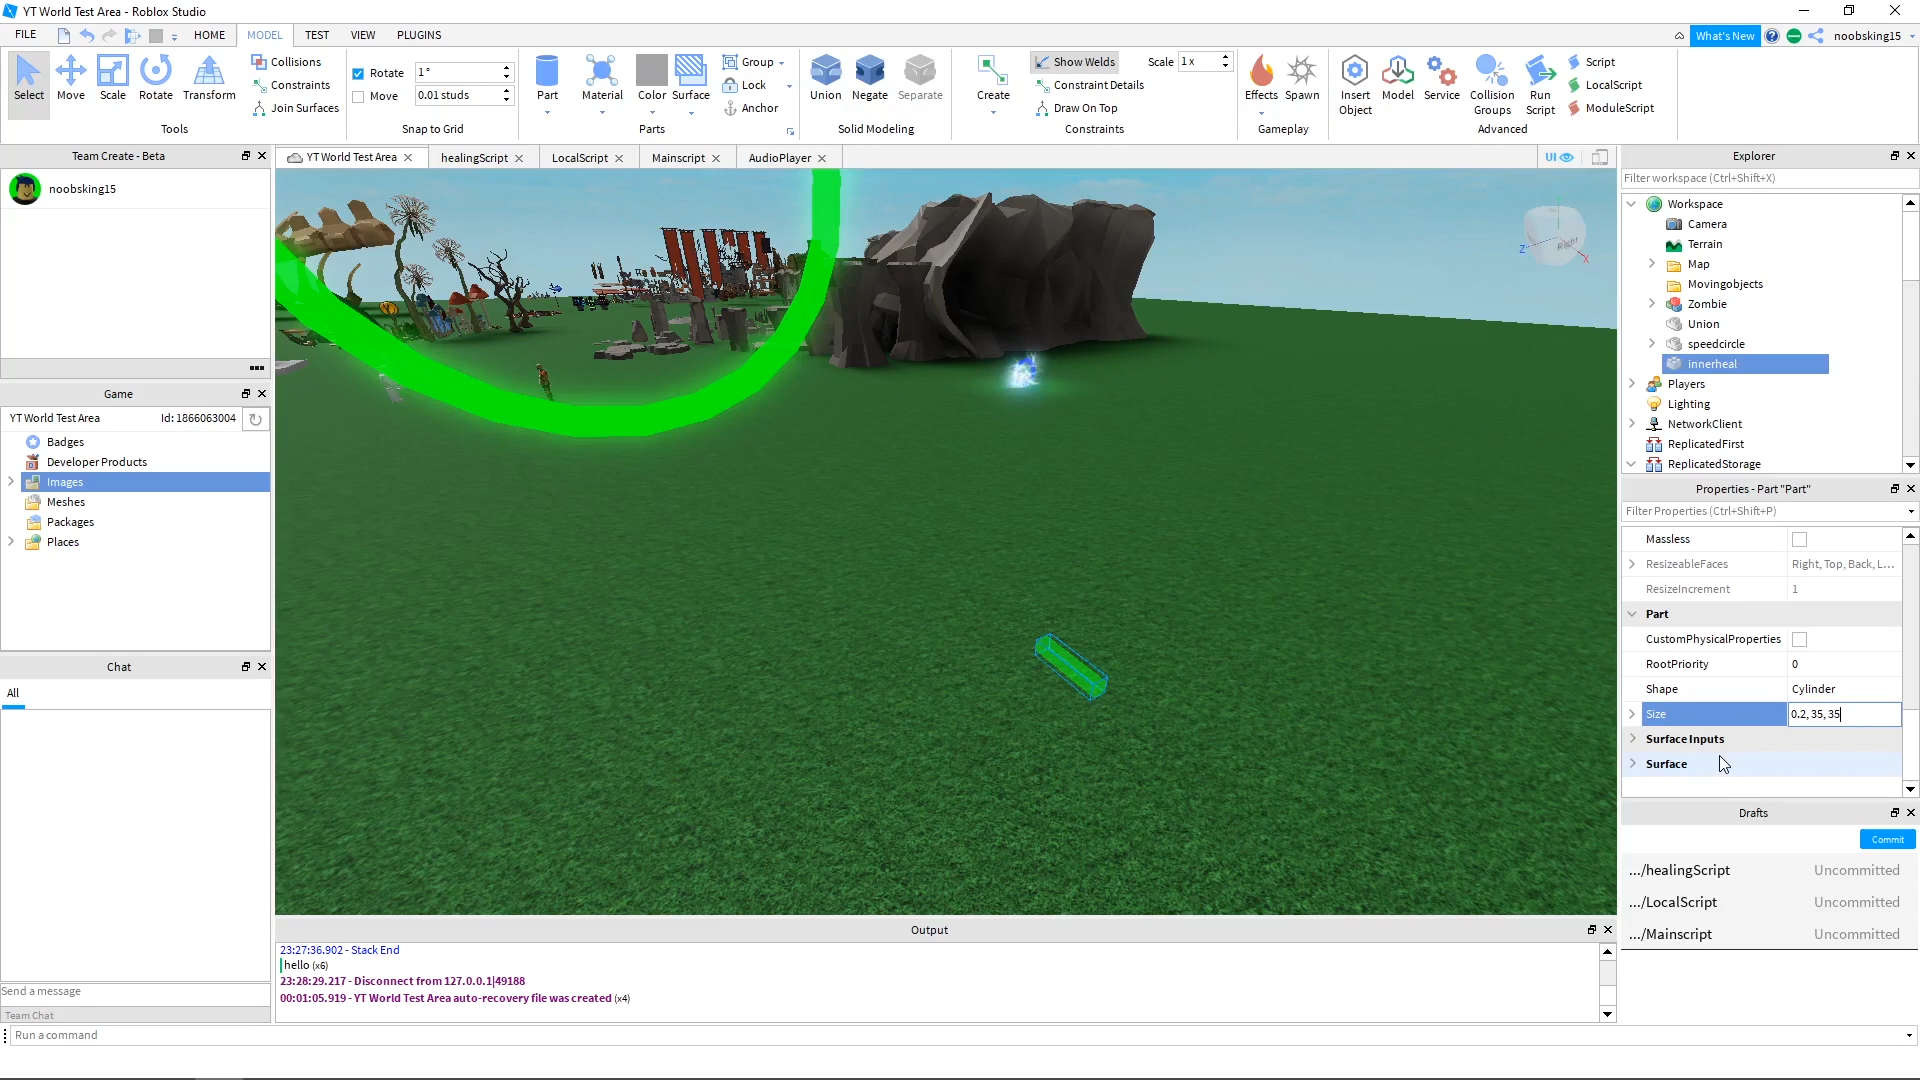 YT World Test Area - Roblox Studio
FILE
HOME
MODEL
TEST
VIEW
PLUGINS
What's New
noobsking15
Select
Move
Scale
Rotate
Transform
Collisions
Constraints
Join Surfaces
Tools
Rotate
1 °
Move
0.01 studs
Snap to Grid
Part
Material
Color
Surface
Group
Lock
Anchor
Parts
Union
Negate
Separate
Solid Modeling
Create
Show Welds
Constraint Details
Draw On Top
Scale
1 x
Constraints
Effects
Spawn
Gameplay
Insert
Object
Model
Service
Collision
Groups
Run
Script
Script
LocalScript
ModuleScript
Advanced
Team Create - Beta
noobsking15
Game
YT World Test Area
Id: 1866063004
Badges
Developer Products
Images
Meshes
Packages
Places
Chat
All
Send a message
Team Chat
YT World Test Area
healingScript
LocalScript
Mainscript
AudioPlayer
UI
Z
Right
X
Output
23:27:36.902 - Stack End
hello (x6)
23:28:29.217 - Disconnect from 127.0.0.1|49188
00:01:05.919 - YT World Test Area auto-recovery file was created (x4)
Run a command
Explorer
Filter workspace (Ctrl+Shift+X)
Workspace
Camera
Terrain
Map
Movingobjects
Zombie
Union
speedcircle
innerheal
Players
Lighting
NetworkClient
ReplicatedFirst
ReplicatedStorage
Properties - Part "Part"
Filter Properties (Ctrl+Shift+P)
Massless
ResizeableFaces
Right, Top, Back, L...
ResizeIncrement
1
Part
CustomPhysicalProperties
RootPriority
0
Shape
Cylinder
Size
0.2, 35, 35
Surface Inputs
Surface
Drafts
Commit
.../healingScript
Uncommitted
.../LocalScript
Uncommitted
.../Mainscript
Uncommitted